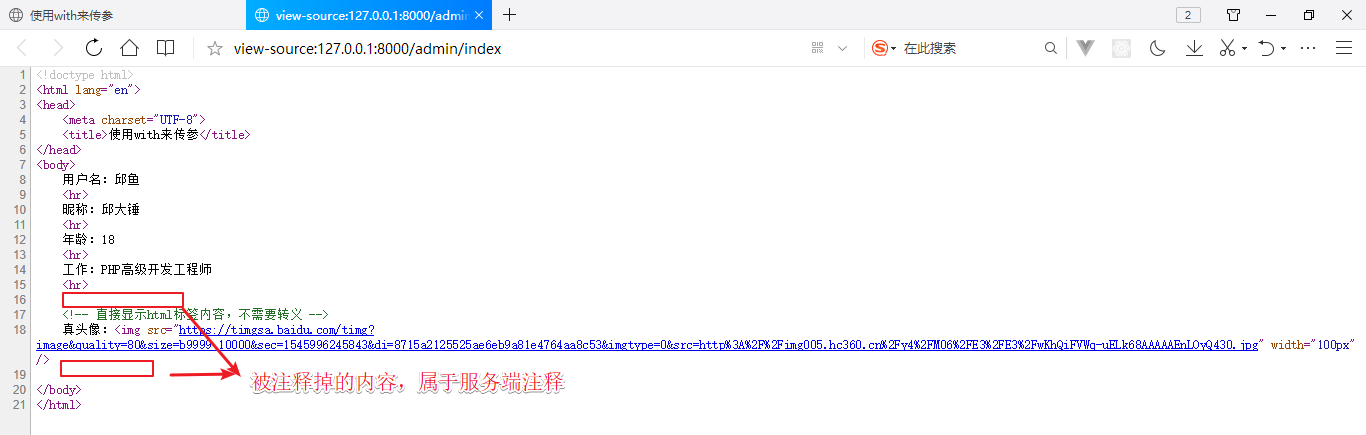 使用with来传参
view-source:127.0.0.1:8000/admin
2
view-source:127.0.0.1:8000/admin/index
在此搜索
1 <!doctype html>
2 <html lang="en">
3 <head>
4 <meta charset="UTF-8">
5 <title>使用with来传参</title>
6 </head>
7 <body>
8 用户名：邱鱼
9 <hr>
10 昵称：邱大锤
11 <hr>
12 年龄：18
13 <hr>
14 工作：PHP高级开发工程师
15 <hr>
16
17 <!-- 直接显示html标签内容，不需要转义 -->
18 真头像：<img src="https://timgsa.baidu.com/timg?
image&quality=80&size=b9999_10000&sec=1545996245843&di=8715a2125525ae6eb9a81e4764aa8c53&imgtype=0&src=http%3A%2F%2Fimg005.hc360.cn%2Fy4%2FM06%2FE3%2FE3%2FwKhQiFVWq-uELk68AAAAAEnLOyQ430.jpg" width="100px"
/>
19
被注释掉的内容，属于服务端注释
20 </body>
21 </html>